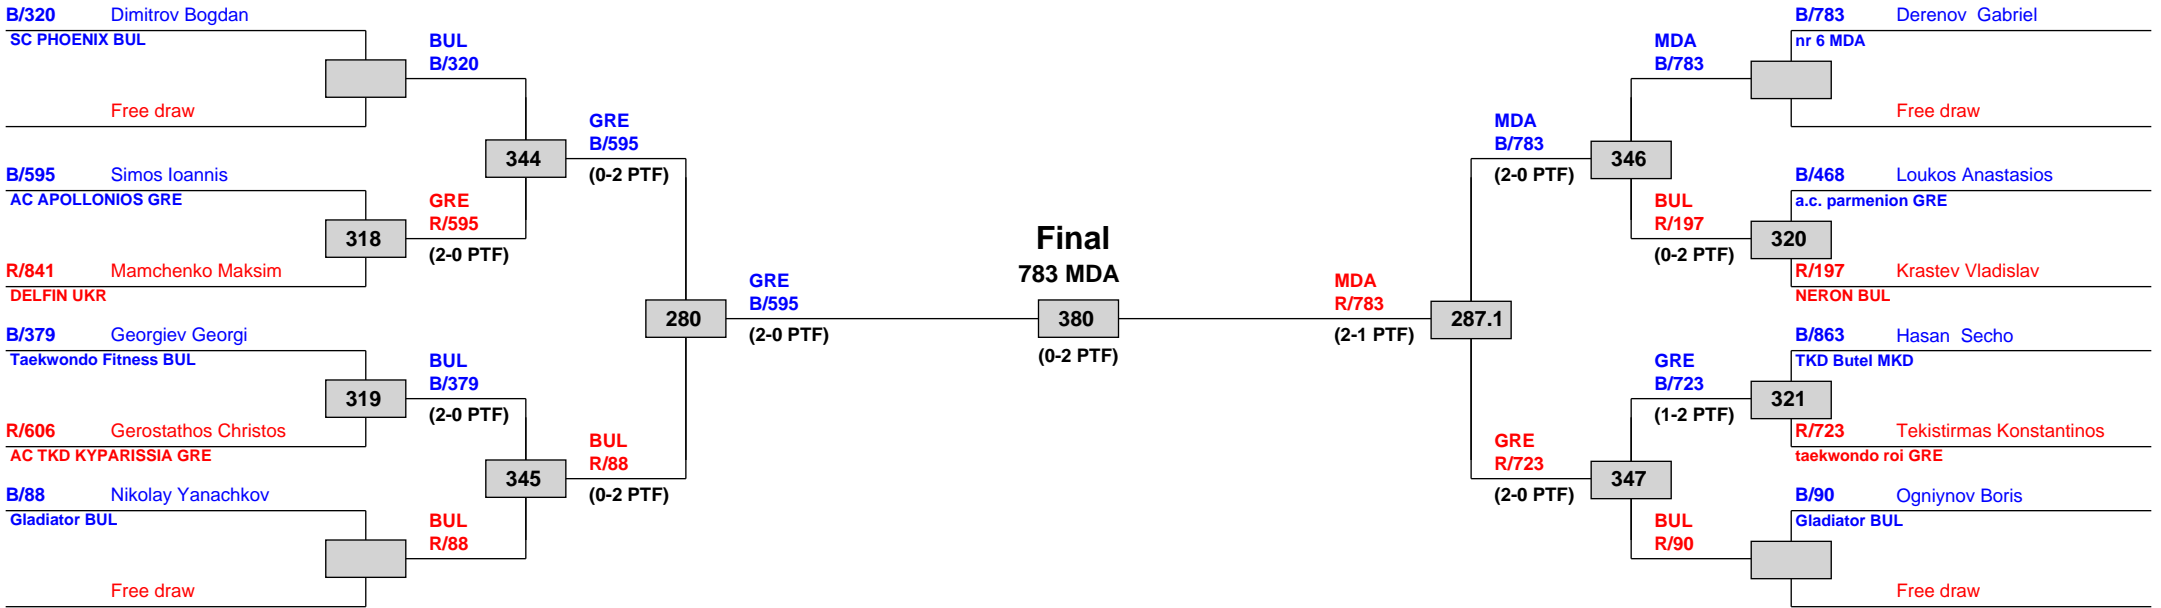 B/320 Dimitrov Bogdan
SC PHOENIX BUL
Free draw
B/595 Simos Ioannis
AC APOLLONIOS GRE
318
R/841 Mamchenko Maksim
DELFIN UKR
B/379 Georgiev Georgi
Taekwondo Fitness BUL
319
R/606 Gerostathos Christos
AC TKD KYPARISSIA GRE
B/88 Nikolay Yanachkov
Gladiator BUL
Free draw
BUL
B/320
344
GRE
R/595
(2-0 PTF)
BUL
B/379
(2-0 PTF)
345
BUL
R/88
GRE
B/595
(0-2 PTF)
280
BUL
R/88
(0-2 PTF)
GRE
B/595
(2-0 PTF)
Final
783 MDA
380
(0-2 PTF)
MDA
R/783
(2-1 PTF)
287.1
MDA
B/783
(2-0 PTF)
GRE
R/723
(2-0 PTF)
MDA
B/783
346
BUL
R/197
(0-2 PTF)
GRE
B/723
(1-2 PTF)
347
BUL
R/90
B/783 Derenov Gabriel
nr 6 MDA
Free draw
B/468 Loukos Anastasios
a.c. parmenion GRE
320
R/197 Krastev Vladislav
NERON BUL
B/863 Hasan Secho
TKD Butel MKD
321
R/723 Tekistirmas Konstantinos
taekwondo roi GRE
B/90 Ogniynov Boris
Gladiator BUL
Free draw